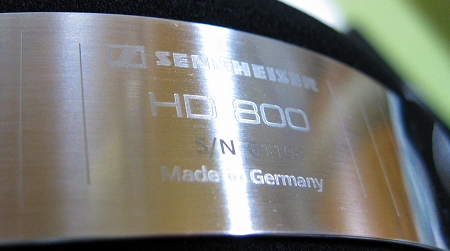 SENNHEISER
HD 800
S/N
Made in Germany